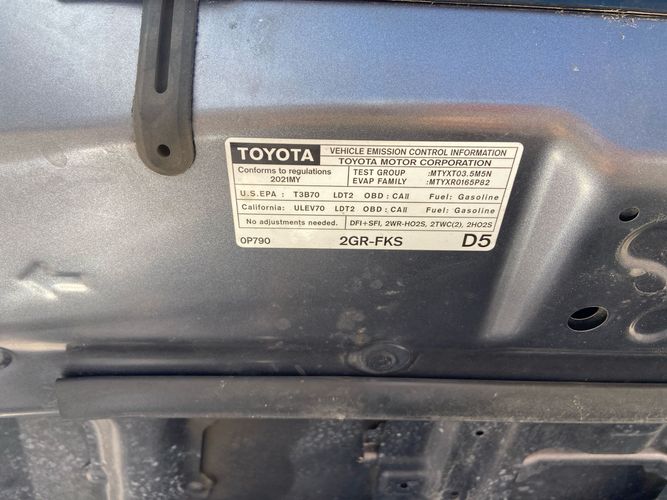 TOYOTA VEHICLE EMISSION CONTROL INFORMATION
TOYOTA MOTOR CORPORATION
Conforms to regulations
2021MY
TEST GROUP :MTYXT03.5M5N
EVAP FAMILY :MTYXR0165P82
U.S.EPA : T3B70 LDT2 OBD : CAII Fuel: Gasoline
California: ULEV70 LDT2 OBD : CAII Fuel: Gasoline
No adjustments needed. DFI+SFI, 2WR-HO2S, 2TWC(2), 2HO2S
0P790 2GR-FKS D5